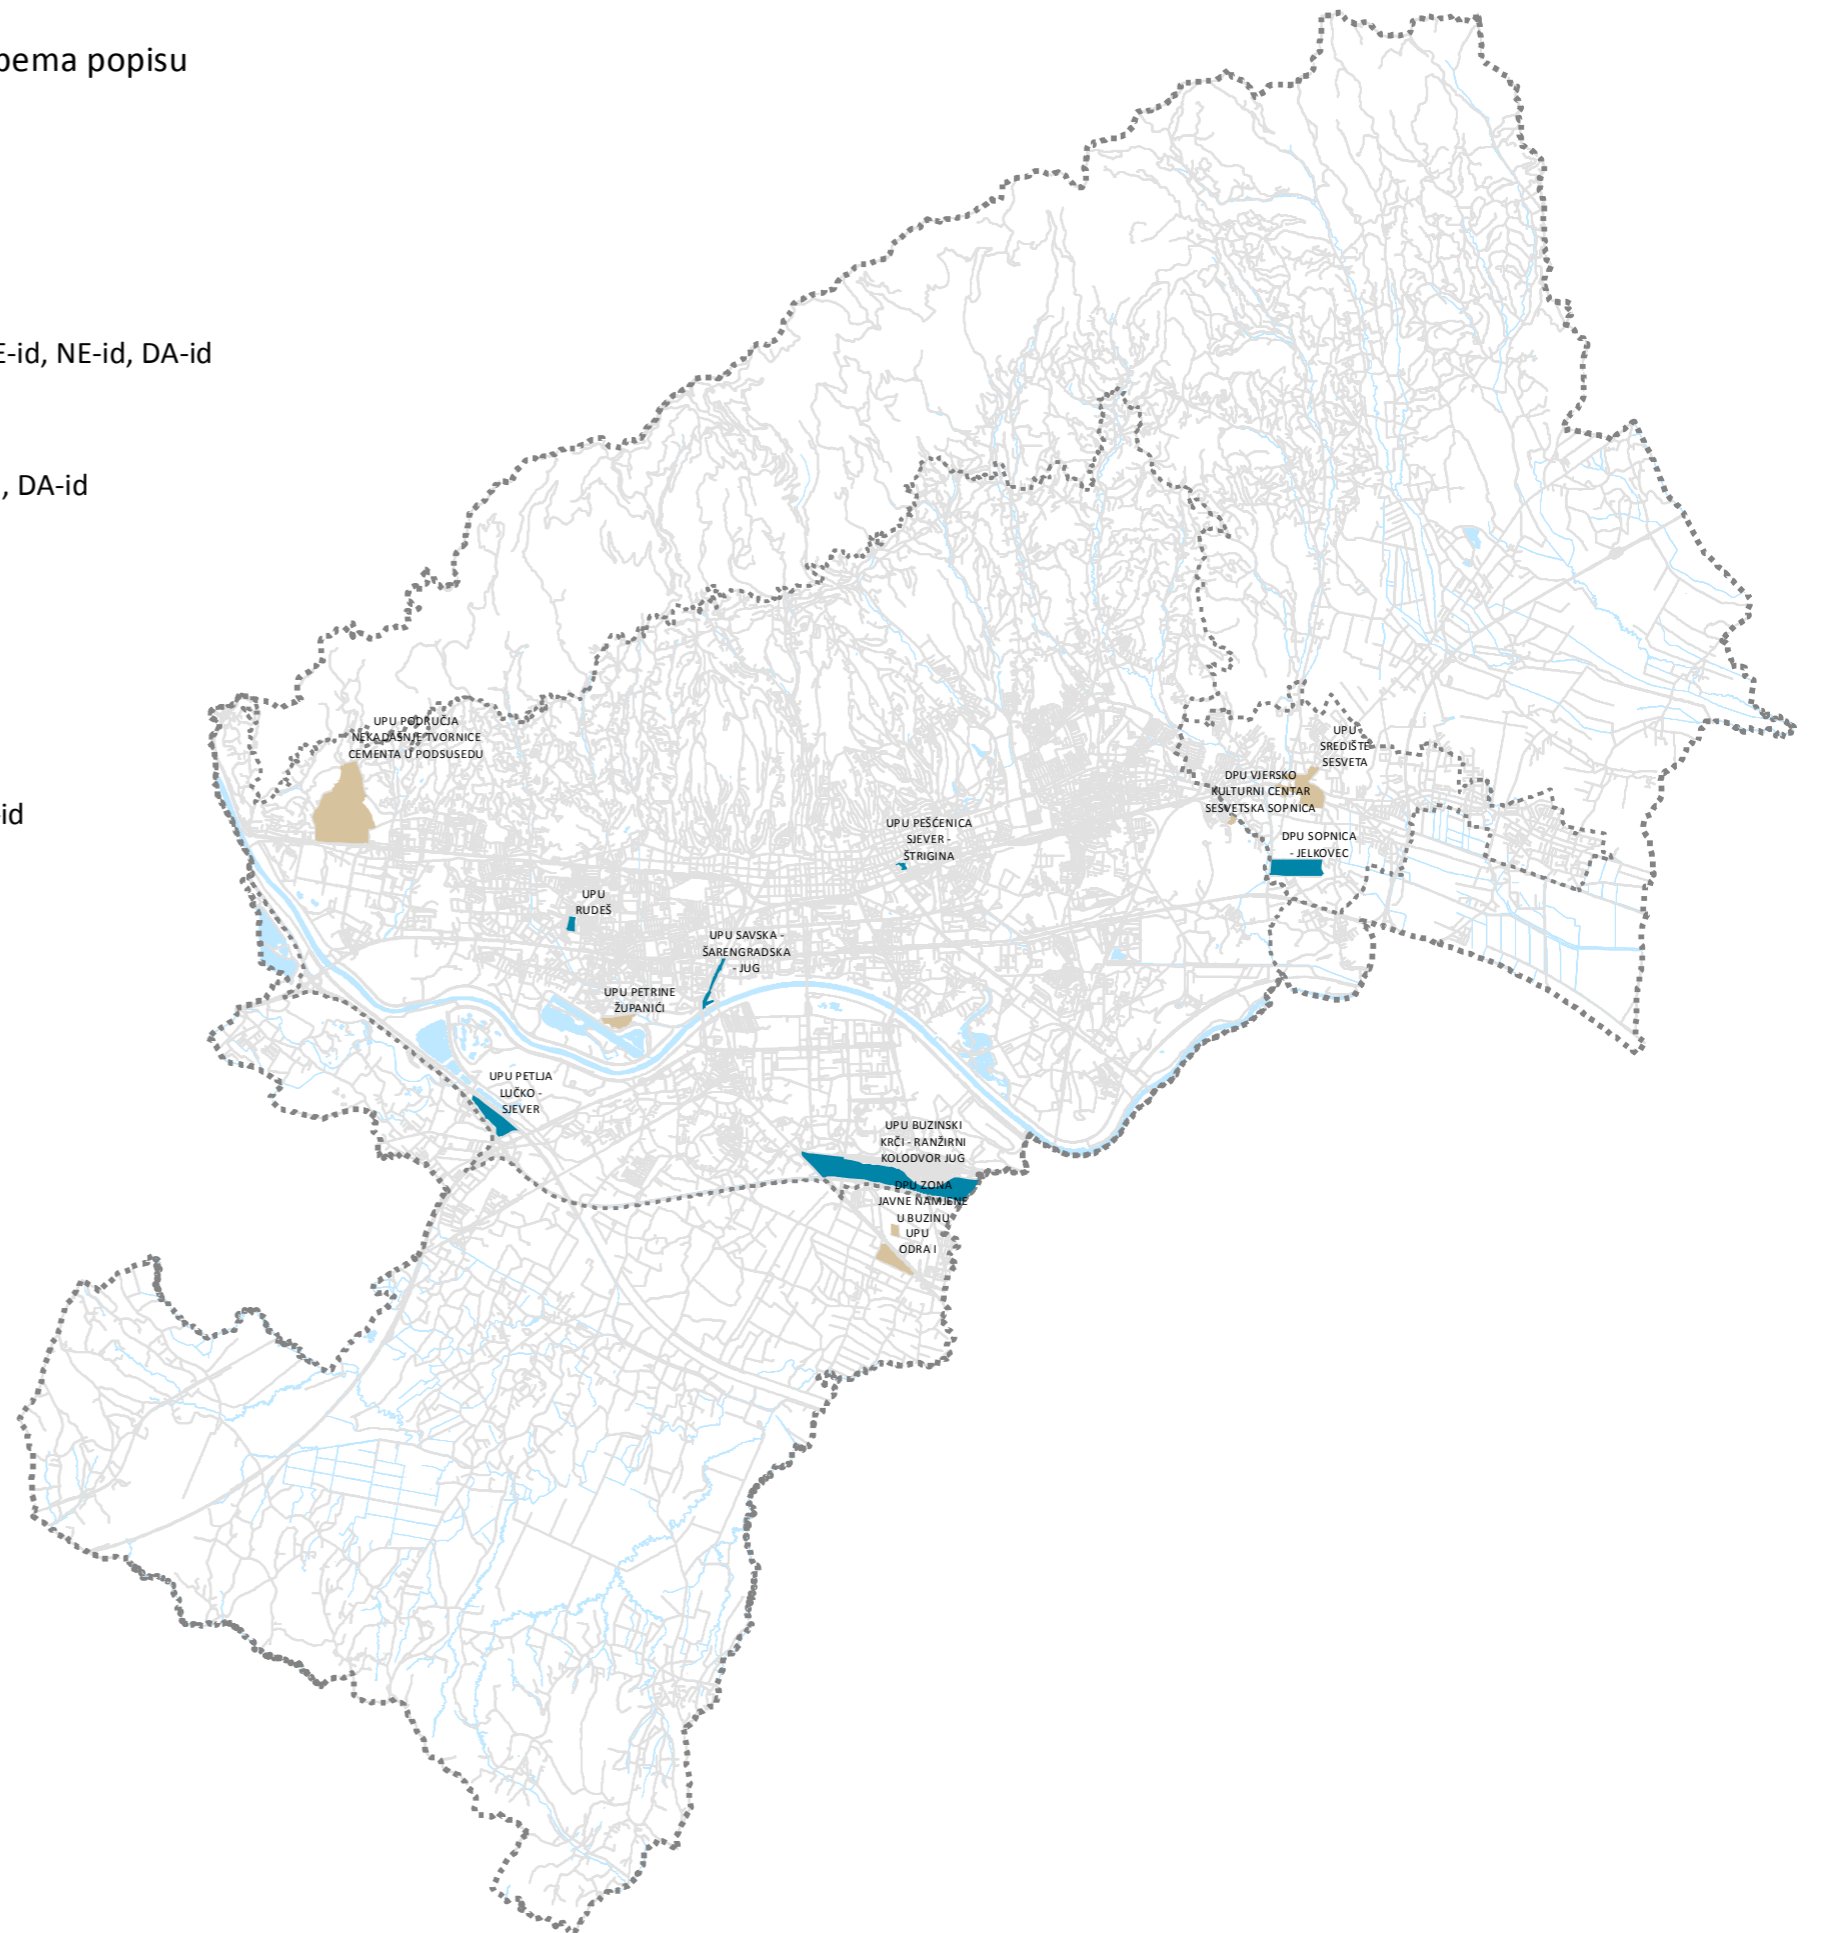 pema popisu
E-id, NE-id, DA-id
, DA-id
id
UPU PODRUČJA
NEKADAŠNJE TVORNICE
CEMENTA U PODSUSEDU
UPU
SREDIŠTE
SESVETA
DPU VJERSKO
KULTURNI CENTAR
SESVETSKA SOPNICA
DPU SOPNICA
- JELKOVEC
UPU PEŠĆENICA
SJEVER -
ŠTRIGINA
UPU
RUDEŠ
UPU SAVSKA -
ŠARENGRADSKA
- JUG
UPU PETRINE
ŽUPANIĆI
UPU PETLJA
LUČKO -
SJEVER
UPU BUZINSKI
KRČI - RANŽIRNI
KOLODVOR JUG
DPU ZONA
JAVNE NAMJENE
U BUZINU
UPU
ODRA I